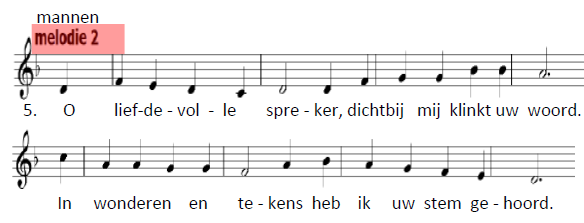 mannen
melodie 2
5. O lief-de-vol-le spre-ker, dichtbij mij klinkt uw woord.
In wonderen en te-kens heb ik uw stem ge-hoord.